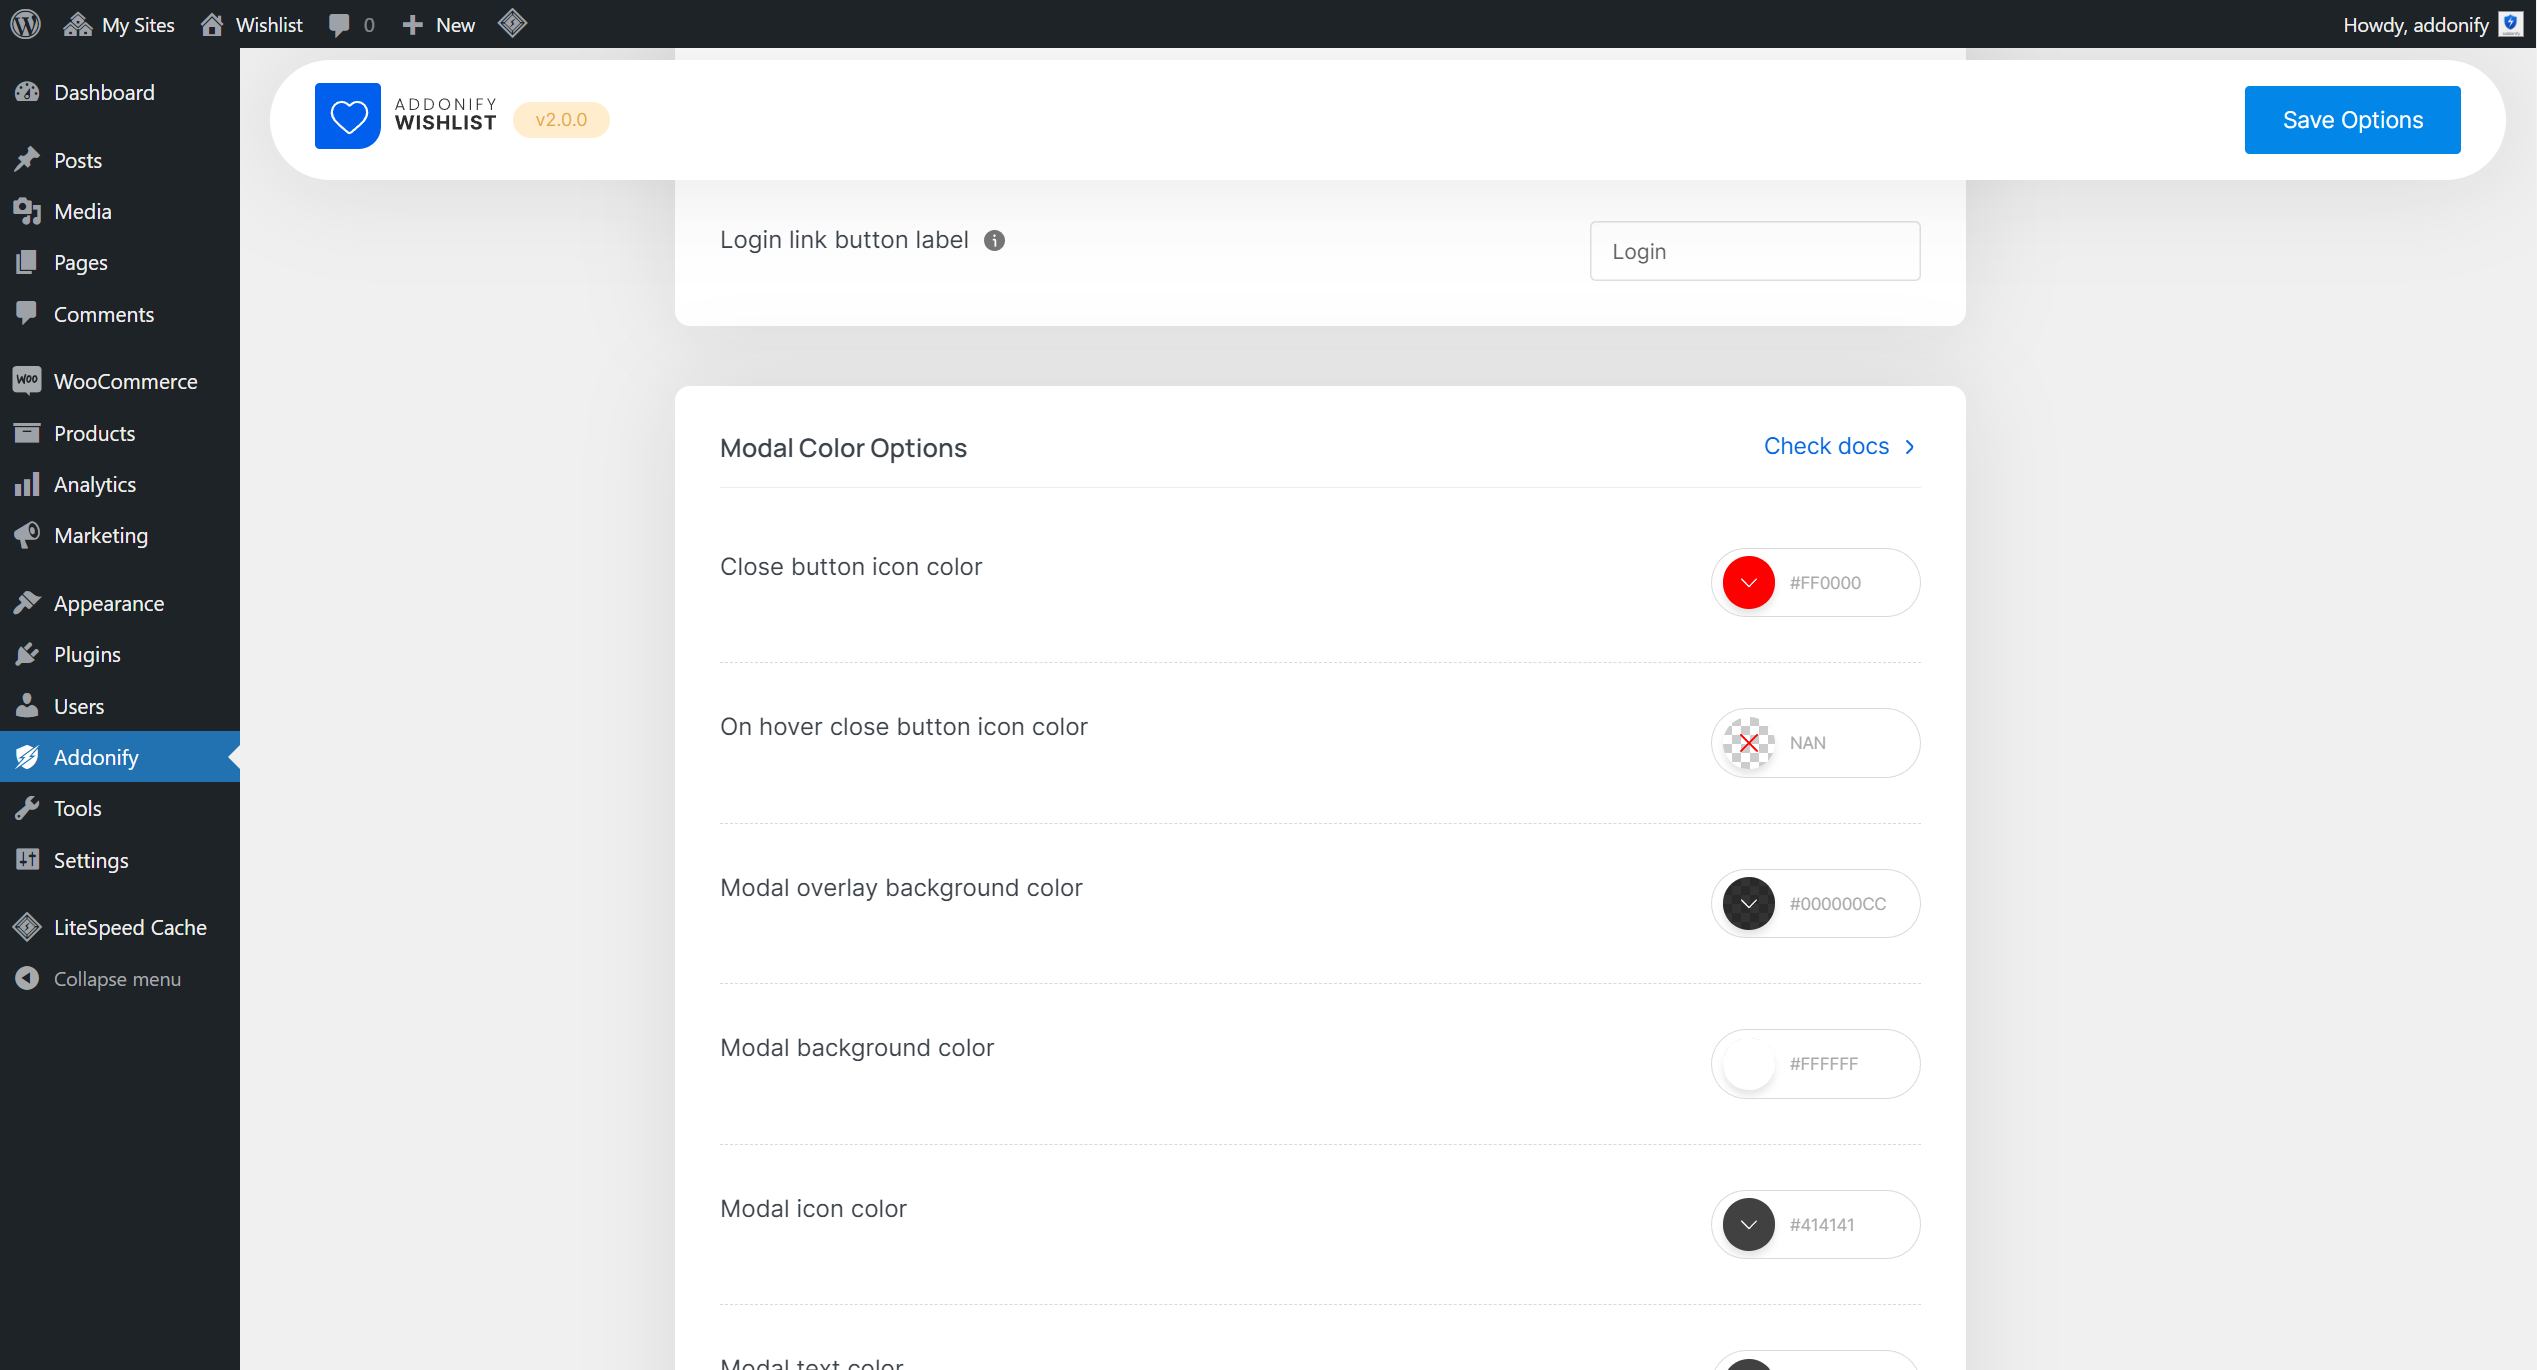 My Sites
Wishlist
0
New
Howdy, addonify
Dashboard
Posts
Media
Pages
Comments
WooCommerce
Products
Analytics
Marketing
Appearance
Plugins
Users
Addonify
Tools
Settings
LiteSpeed Cache
Collapse menu
ADDONIFY
WISHLIST
v2.0.0
Save Options
Login link button label
Login
Modal Color Options
Check docs
Close button icon color
#FF0000
On hover close button icon color
NAN
Modal overlay background color
#000000CC
Modal background color
#FFFFFF
Modal icon color
#414141
Modal text color